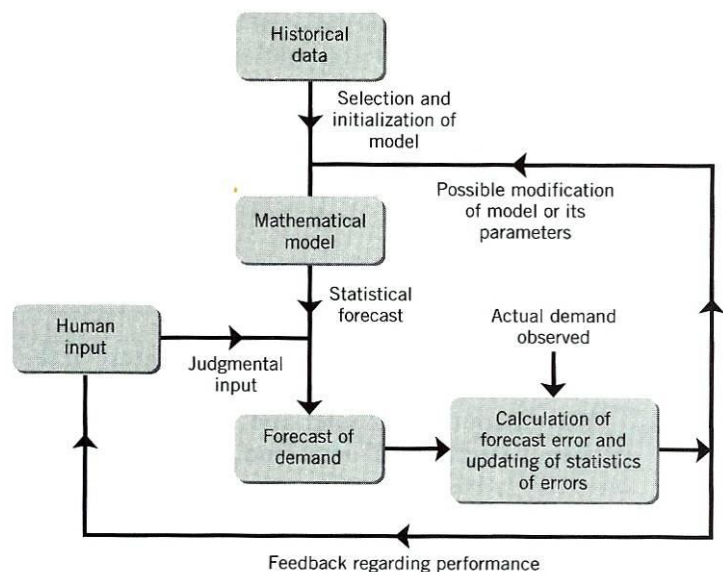 Historical
data
Selection and
initialization of
model
Possible modification
of model or its
parameters
Mathematical
model
Statistical
forecast
Human
input
Judgmental
input
Actual demand
observed
Forecast of
demand
Calculation of
forecast error and
updating of statistics
of errors
Feedback regarding performance